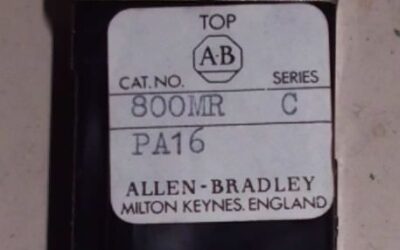 TOP
A-B
CAT.NO. SERIES
800MR C
PA16
ALLEN-BRADLEY
MILTON KEYNES. ENGLAND